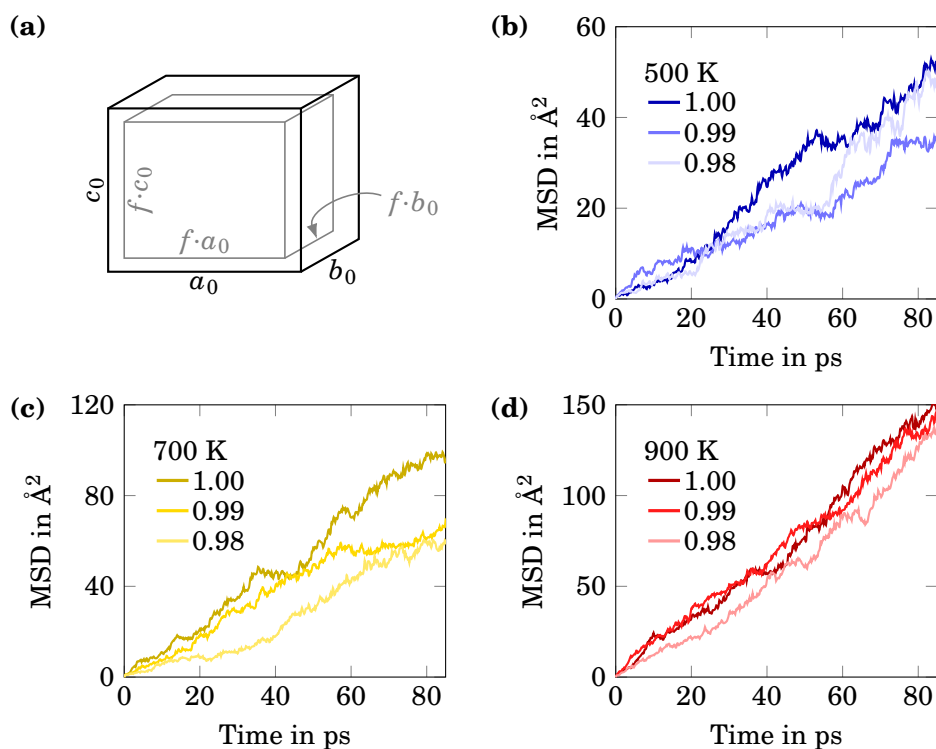 (a)
c₀
f·c₀
f·a₀
a₀
f·b₀
b₀
(b)
60
40
20
0
MSD in Å²
500 K
1.00
0.99
0.98
0 20 40 60 80
Time in ps
(c)
120
80
40
0
MSD in Å²
700 K
1.00
0.99
0.98
0 20 40 60 80
Time in ps
(d)
150
100
50
0
MSD in Å²
900 K
1.00
0.99
0.98
0 20 40 60 80
Time in ps